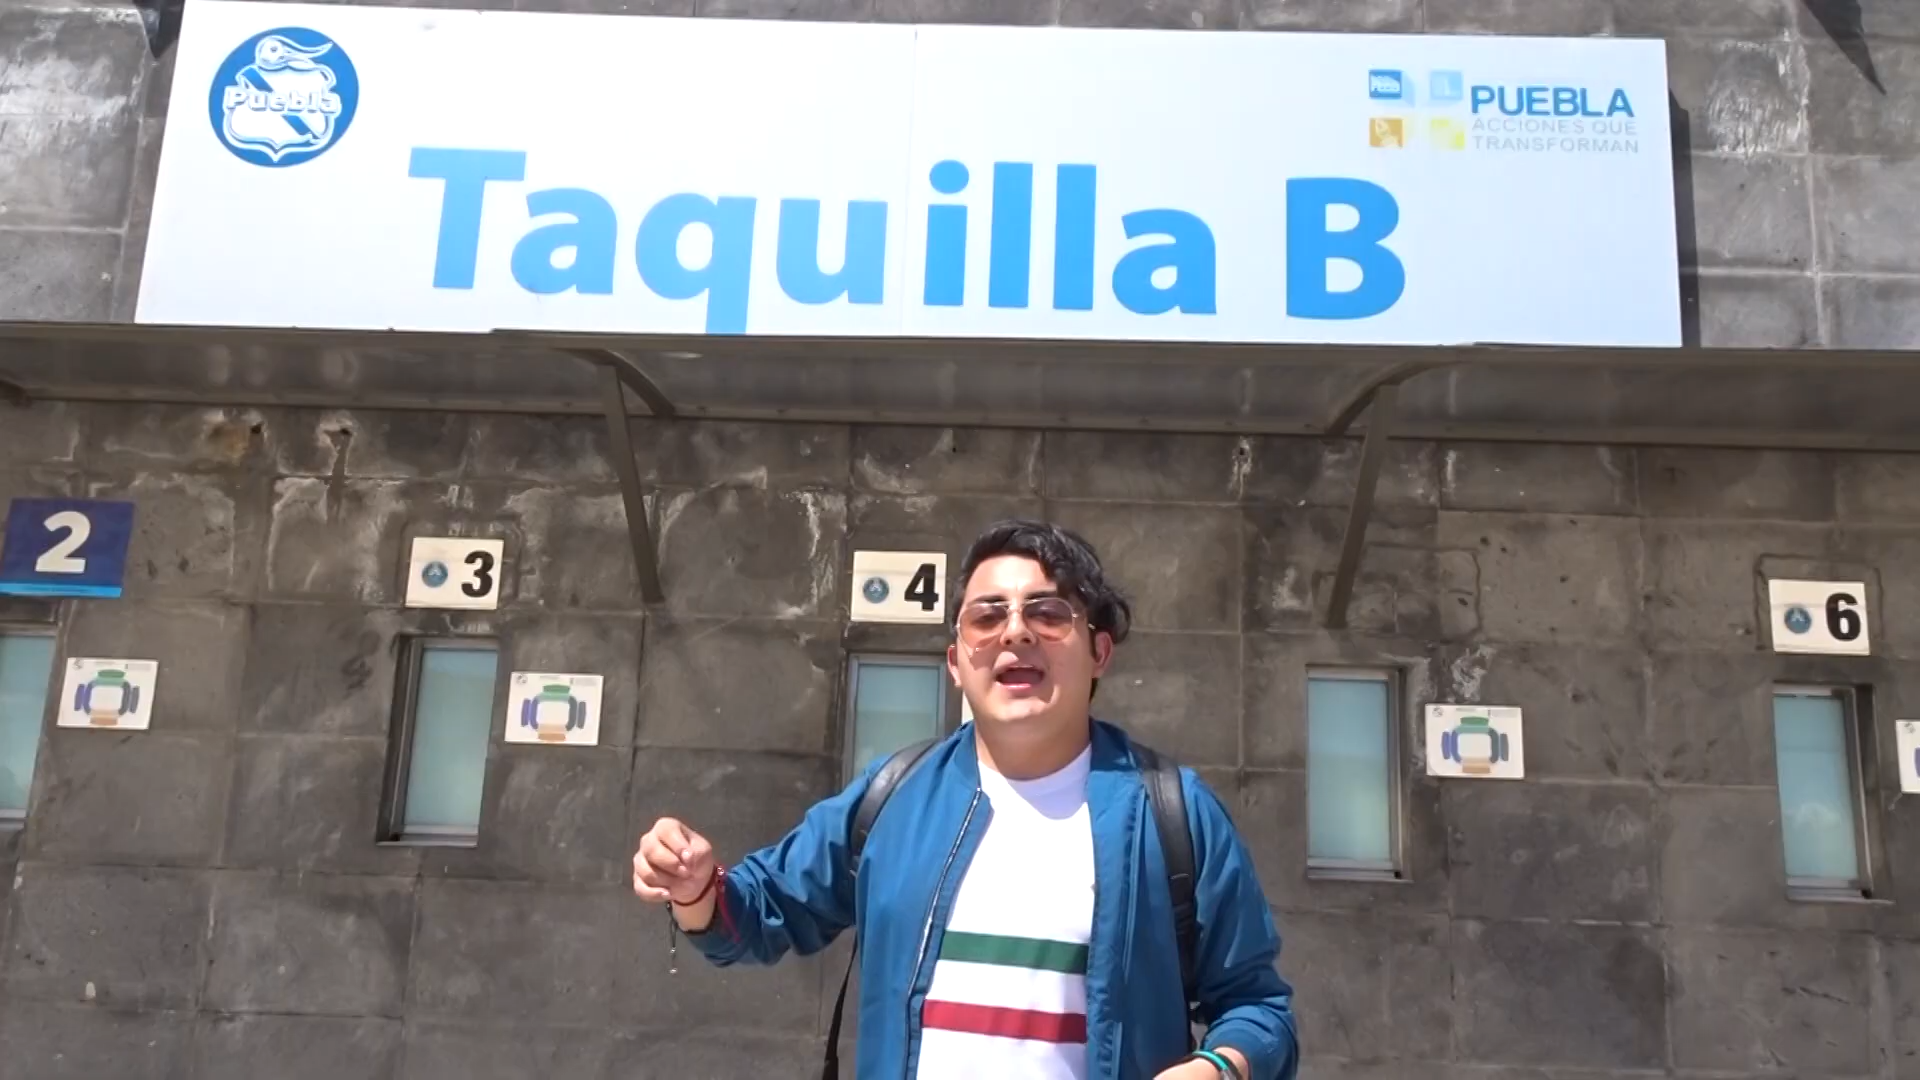 Puebla
PUEBLA
ACCIONES QUE
TRANSFORMAN
Taquilla B
2
3
4
6